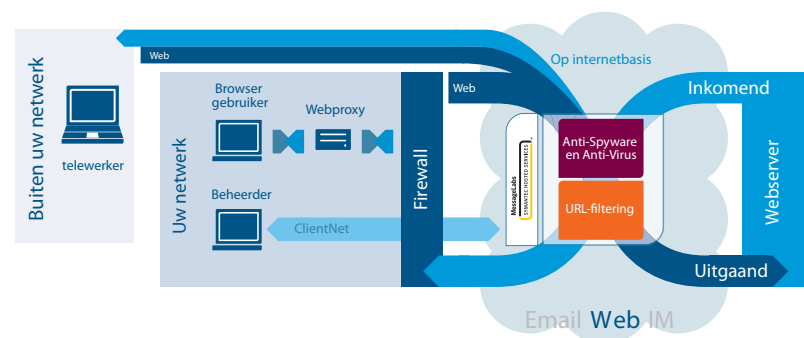 Buiten uw netwerk
telewerker
Web
Uw netwerk
Browser
gebruiker
Webproxy
Beheerder
ClientNet
Firewall
Web
Op internetbasis
MessageLabs
SYMANTEC HOSTED SERVICES
Anti-Spyware
en Anti-Virus
URL-filtering
Inkomend
Uitgaand
Webserver
Email Web IM